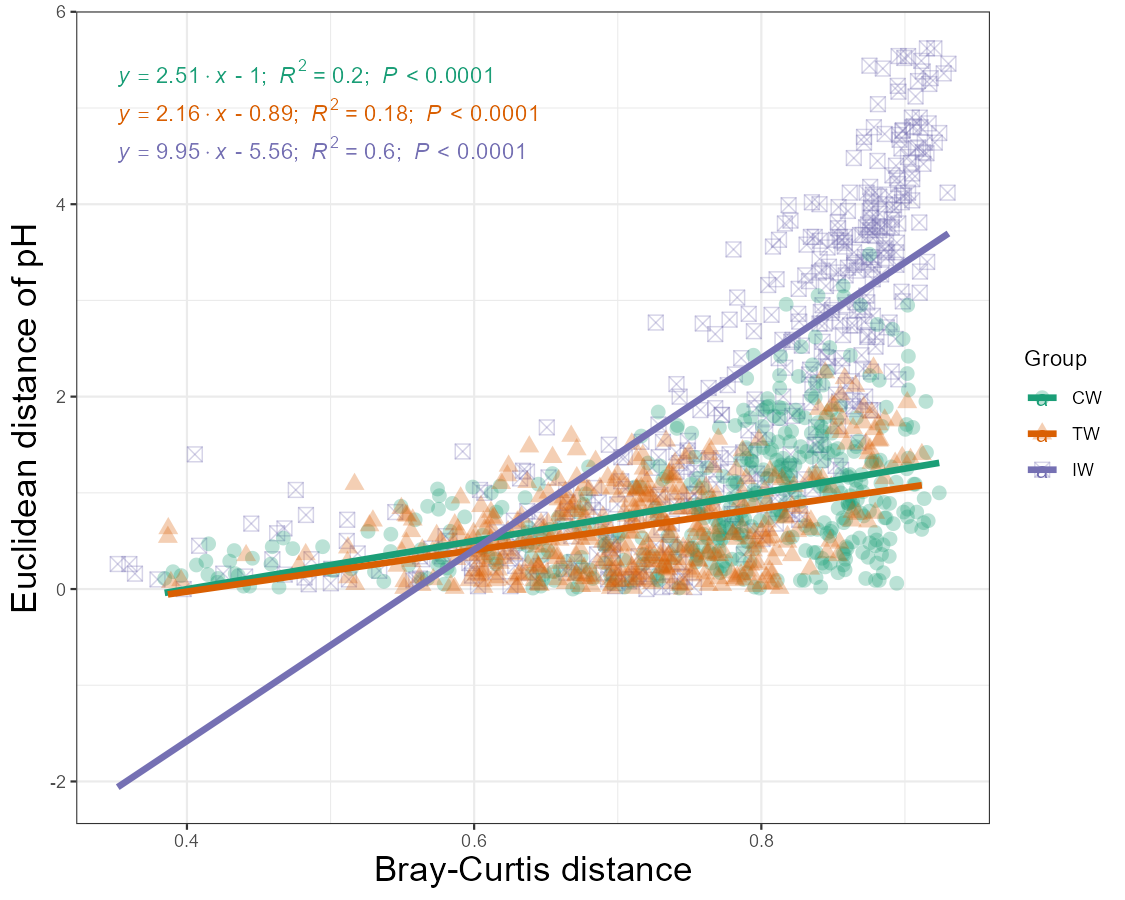 6
4
2
0
-2
0.4
0.6
0.8
Euclidean distance of pH
Bray-Curtis distance
y = 2.51 · x - 1; R² = 0.2; P < 0.0001
y = 2.16 · x - 0.89; R² = 0.18; P < 0.0001
y = 9.95 · x - 5.56; R² = 0.6; P < 0.0001
Group
a CW
a TW
a IW